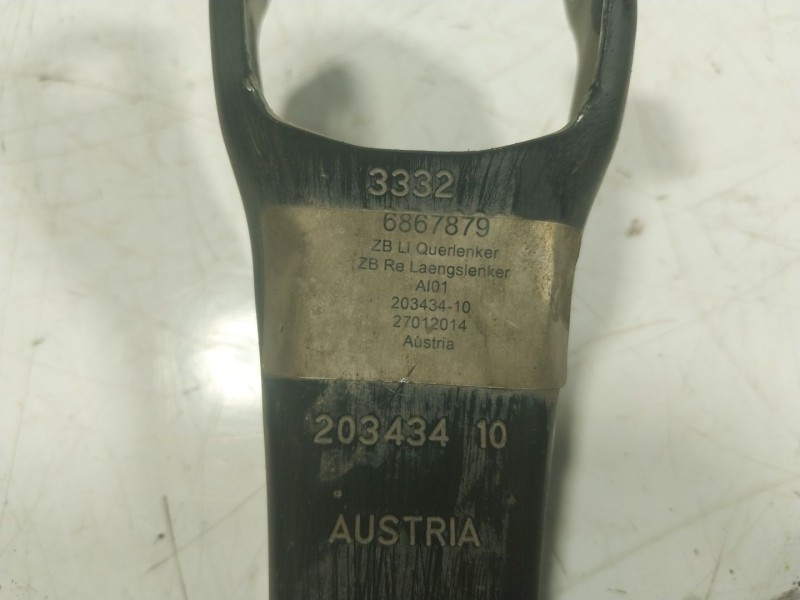 3332
6867879
ZB LI Querlenker
ZB Re Laengslenker
AI01
203434-10
27012014
Austria
203434 10
AUSTRIA